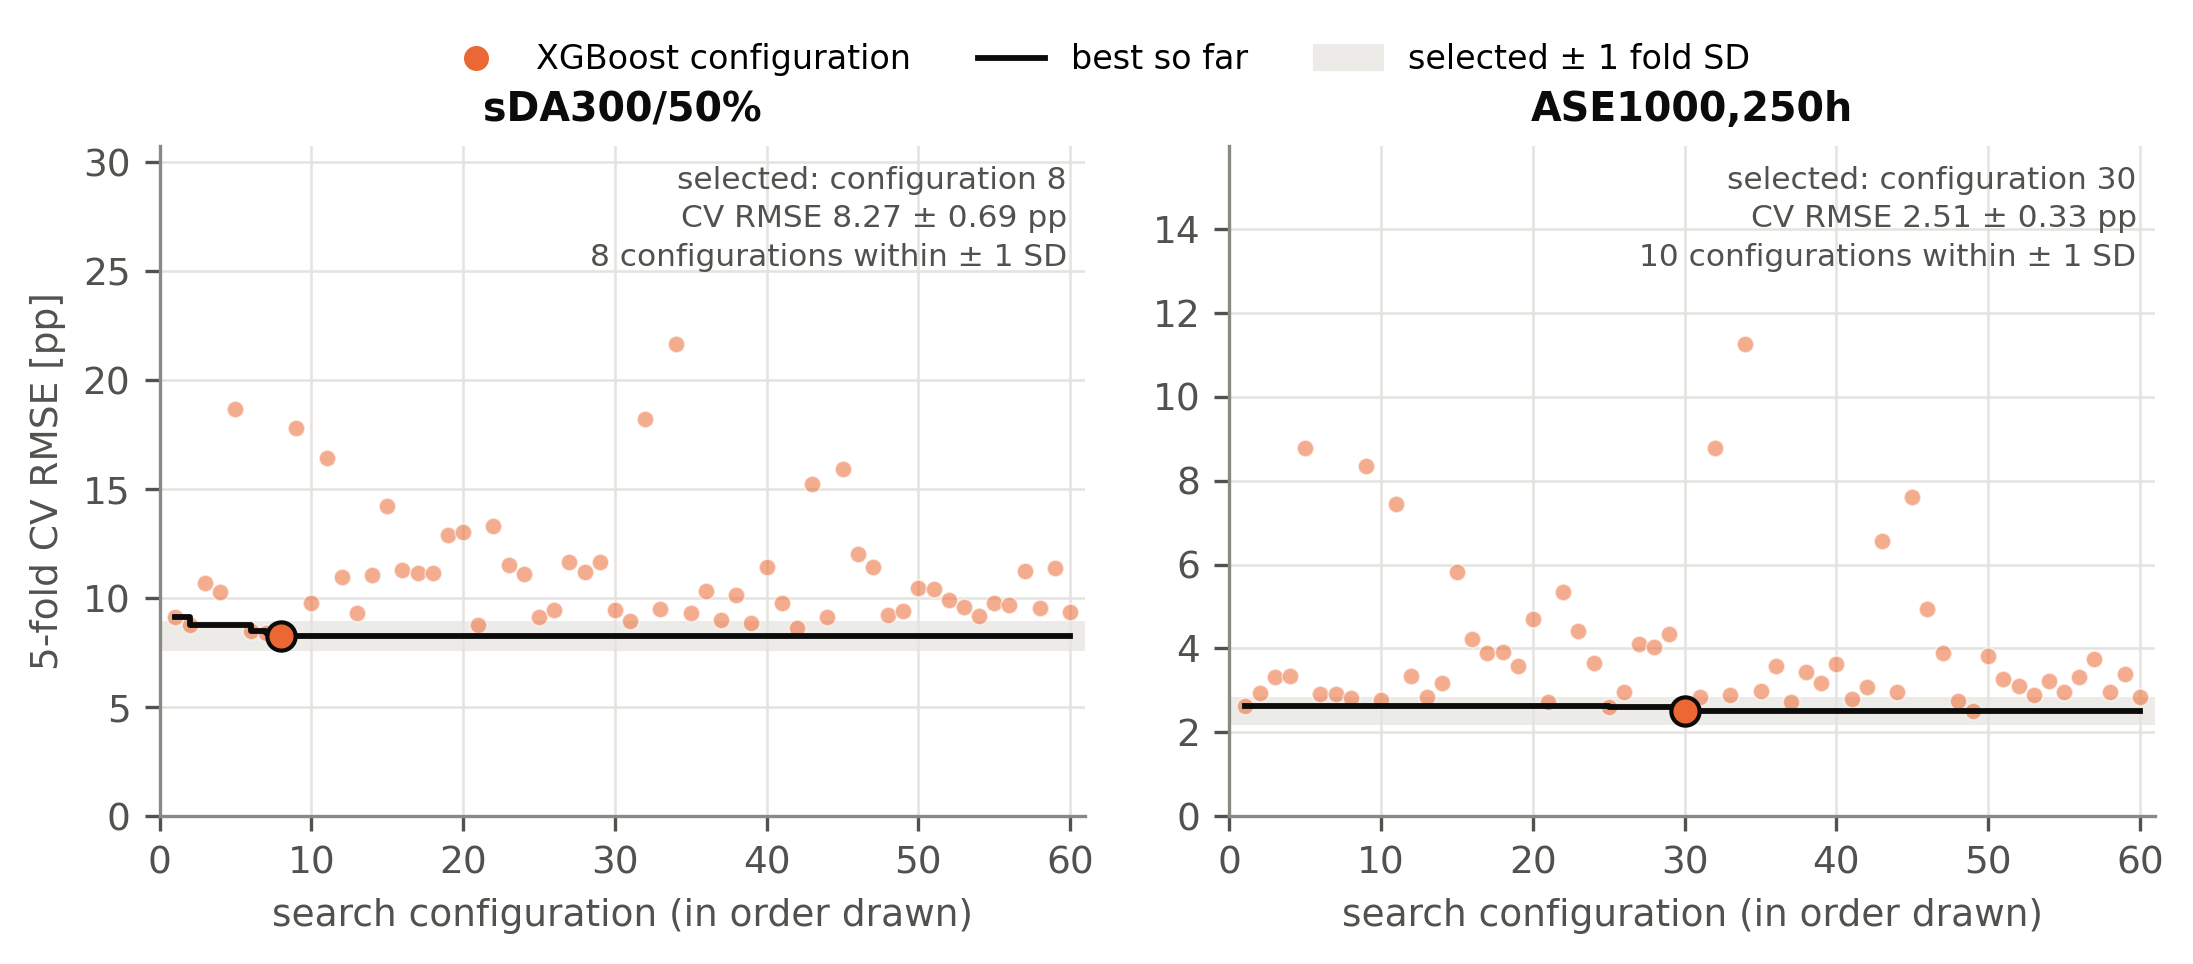 XGBoost configuration
best so far
selected ± 1 fold SD
sDA300/50%
30
25
20
15
10
5
0
5-fold CV RMSE [pp]
selected: configuration 8
CV RMSE 8.27 ± 0.69 pp
8 configurations within ± 1 SD
0 10 20 30 40 50 60
search configuration (in order drawn)
ASE1000,250h
14
12
10
8
6
4
2
0
selected: configuration 30
CV RMSE 2.51 ± 0.33 pp
10 configurations within ± 1 SD
0 10 20 30 40 50 60
search configuration (in order drawn)